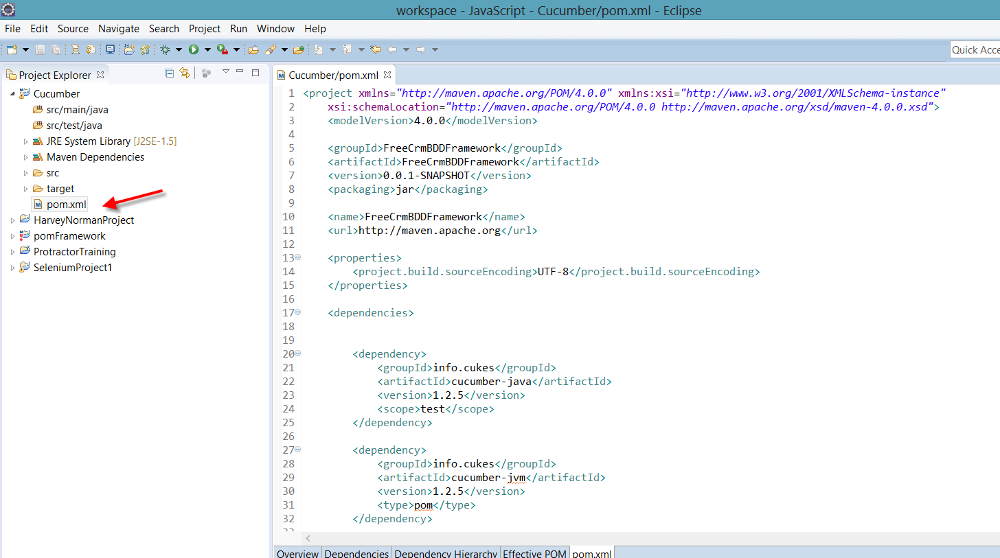 workspace - JavaScript - Cucumber/pom.xml - Eclipse
File Edit Source Navigate Search Project Run Window Help
Quick Acce
Project Explorer
Cucumber
src/main/java
src/test/java
JRE System Library [J2SE-1.5]
Maven Dependencies
src
target
pom.xml
HarveyNormanProject
pomFramework
ProtractorTraining
SeleniumProject1
Cucumber/pom.xml
1 <project xmlns="http://maven.apache.org/POM/4.0.0" xmlns:xsi="http://www.w3.org/2001/XMLSchema-instance"
2 xsi:schemaLocation="http://maven.apache.org/POM/4.0.0 http://maven.apache.org/xsd/maven-4.0.0.xsd">
3 <modelVersion>4.0.0</modelVersion>
4
5 <groupId>FreeCrmBDDFramework</groupId>
6 <artifactId>FreeCrmBDDFramework</artifactId>
7 <version>0.0.1-SNAPSHOT</version>
8 <packaging>jar</packaging>
9
10 <name>FreeCrmBDDFramework</name>
11 <url>http://maven.apache.org</url>
12
13 <properties>
14 <project.build.sourceEncoding>UTF-8</project.build.sourceEncoding>
15 </properties>
16
17 <dependencies>
18
19
20 <dependency>
21 <groupId>info.cukes</groupId>
22 <artifactId>cucumber-java</artifactId>
23 <version>1.2.5</version>
24 <scope>test</scope>
25 </dependency>
26
27 <dependency>
28 <groupId>info.cukes</groupId>
29 <artifactId>cucumber-jvm</artifactId>
30 <version>1.2.5</version>
31 <type>pom</type>
32 </dependency>
33
Overview Dependencies Dependency Hierarchy Effective POM pom.xml